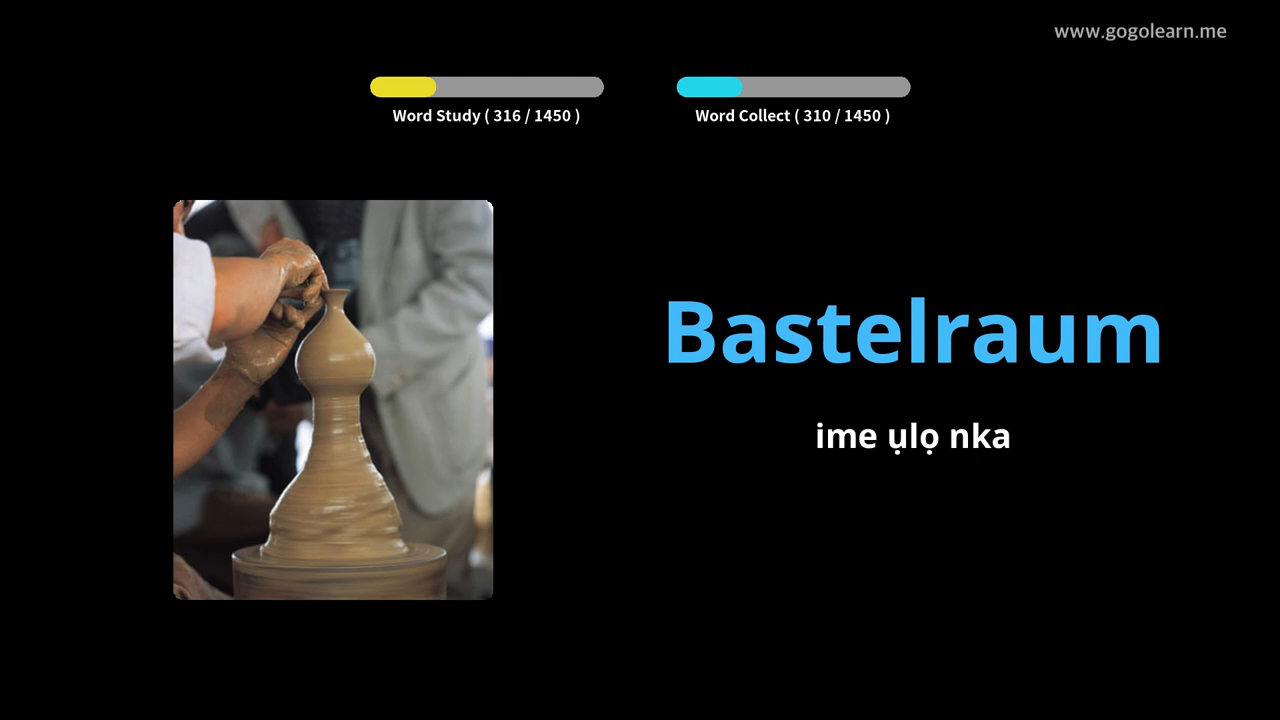 www.gogolearn.me
Word Study ( 316 / 1450 )
Word Collect ( 310 / 1450 )
Bastelraum
ime ụlọ nka